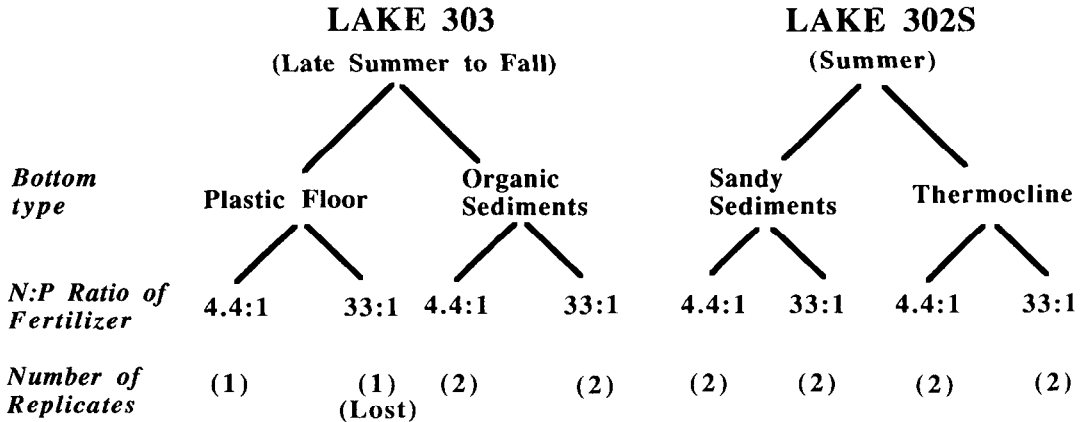 LAKE 303 LAKE 302S
(Late Summer to Fall) (Summer)
Bottom type
Plastic Floor
Organic Sediments
Sandy Sediments
Thermocline
N:P Ratio of Fertilizer
4.4:1 33:1 4.4:1 33:1 4.4:1 33:1 4.4:1 33:1
Number of Replicates
(1) (1) (2) (2) (2) (2) (2) (2)
(Lost)